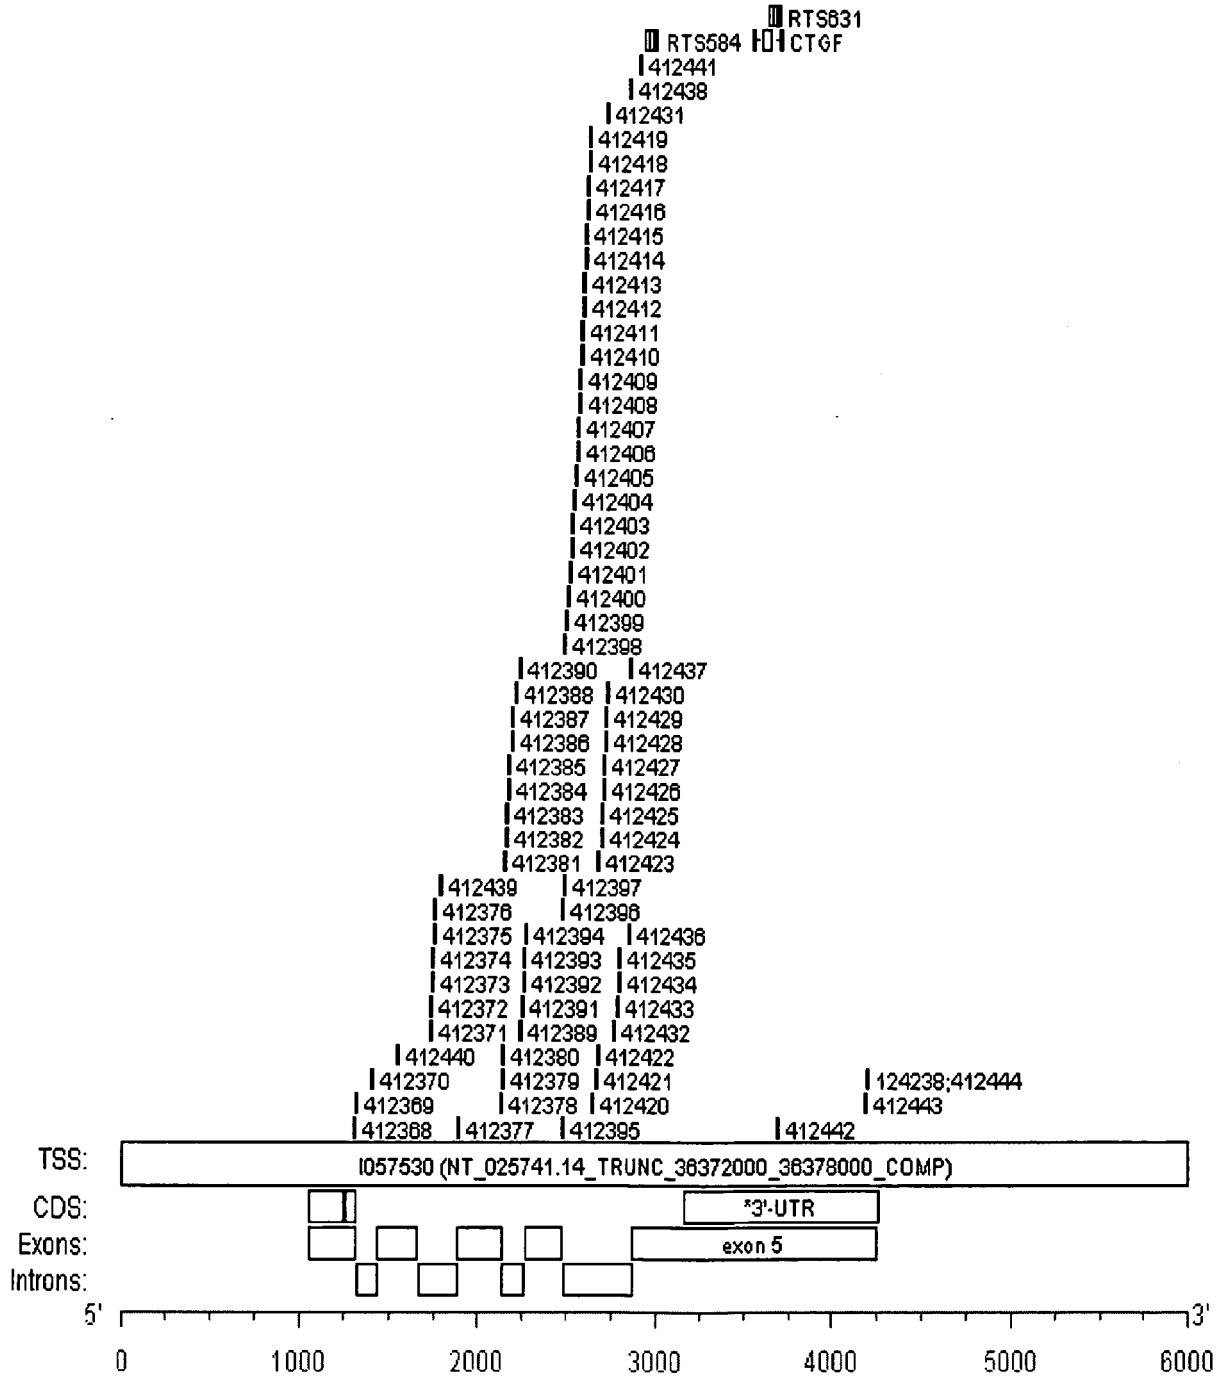 RTS631
RTS584 CTGF
412441
412438
412431
412419
412418
412417
412416
412415
412414
412413
412412
412411
412410
412409
412408
412407
412406
412405
412404
412403
412402
412401
412400
412399
412398
412390 412437
412388 412430
412387 412429
412386 412428
412385 412427
412384 412426
412383 412425
412382 412424
412381 412423
412439 412397
412376 412396
412375 412394 412436
412374 412393 412435
412373 412392 412434
412372 412391 412433
412371 412389 412432
412440 412380 412422
412370 412379 412421 124238;412444
412369 412378 412420 412443
412368 412377 412395 412442
TSS: I057530 (NT_025741.14_TRUNC_36372000_36378000_COMP)
CDS: *3'-UTR
Exons: exon 5
Introns:
5' 3'
0 1000 2000 3000 4000 5000 6000